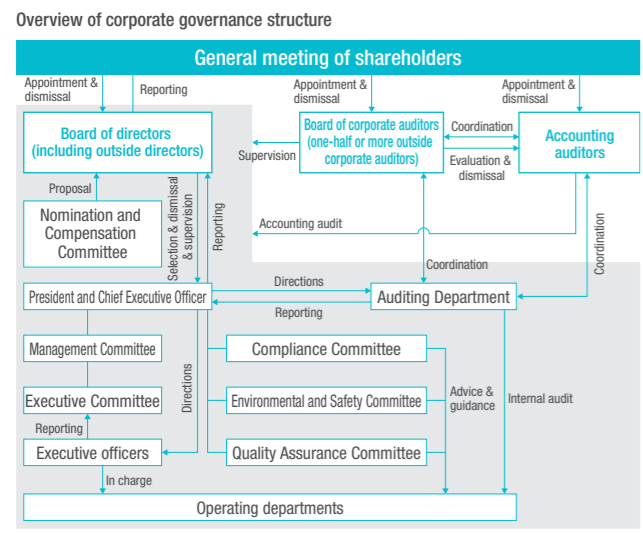 Overview of corporate governance structure
General meeting of shareholders
Appointment &
dismissal
Reporting
Appointment &
dismissal
Appointment &
dismissal
Board of directors
(including outside directors)
Board of corporate auditors
(one-half or more outside
corporate auditors)
Coordination
Evaluation &
dismissal
Accounting
auditors
Supervision
Proposal
Nomination and
Compensation
Committee
Selection & dismissal
& supervision
Reporting
Accounting audit
Coordination
Coordination
President and Chief Executive Officer
Directions
Reporting
Auditing Department
Management Committee
Compliance Committee
Executive Committee
Directions
Environmental and Safety Committee
Advice &
guidance
Internal audit
Reporting
Executive officers
Quality Assurance Committee
In charge
Operating departments